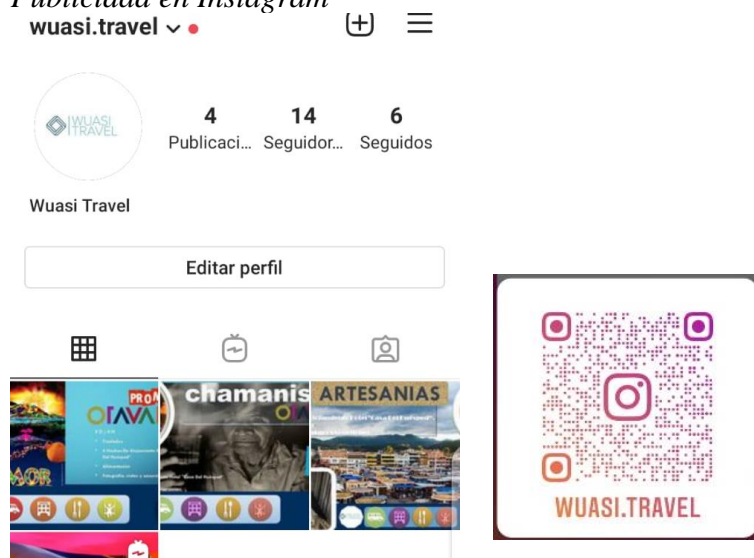 Publicidad en Instagram
wuasi.travel
WUASI
TRAVEL
4
Publicaci...
14
Seguidor...
6
Seguidos
Wuasi Travel
Editar perfil
PRO
chamanis
ARTESANIAS
WUASI.TRAVEL